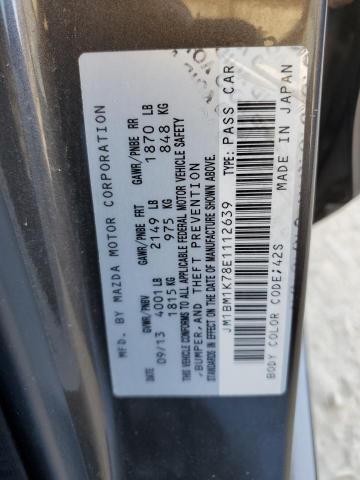 MFD. BY MAZDA MOTOR CORPORATION
GVWR/PNBV GAWR/PNBE FRT GAWR/PNBE RR
09/13 4001 LB 2149 LB 1870 LB
1815 KG 975 KG 848 KG
THIS VEHICLE CONFORMS TO ALL APPLICABLE FEDERAL MOTOR VEHICLE SAFETY
BUMPER, AND THEFT PREVENTION
STANDARDS IN EFFECT ON THE DATE OF MANUFACTURE SHOWN ABOVE.
JM1BM1K78E1112639 TYPE: PASS CAR
BODY COLOR CODE;42S MADE IN JAPAN